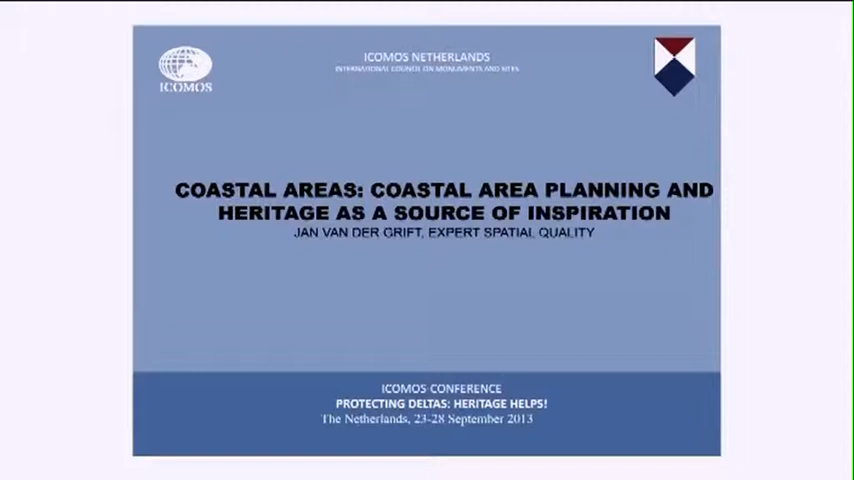 ICOMOS NETHERLANDS
INTERNATIONAL COUNCIL ON MONUMENTS AND SITES
ICOMOS
COASTAL AREAS: COASTAL AREA PLANNING AND
HERITAGE AS A SOURCE OF INSPIRATION
JAN VAN DER GRIFT, EXPERT SPATIAL QUALITY
ICOMOS CONFERENCE
PROTECTING DELTAS: HERITAGE HELPS!
The Netherlands, 23-28 September 2013